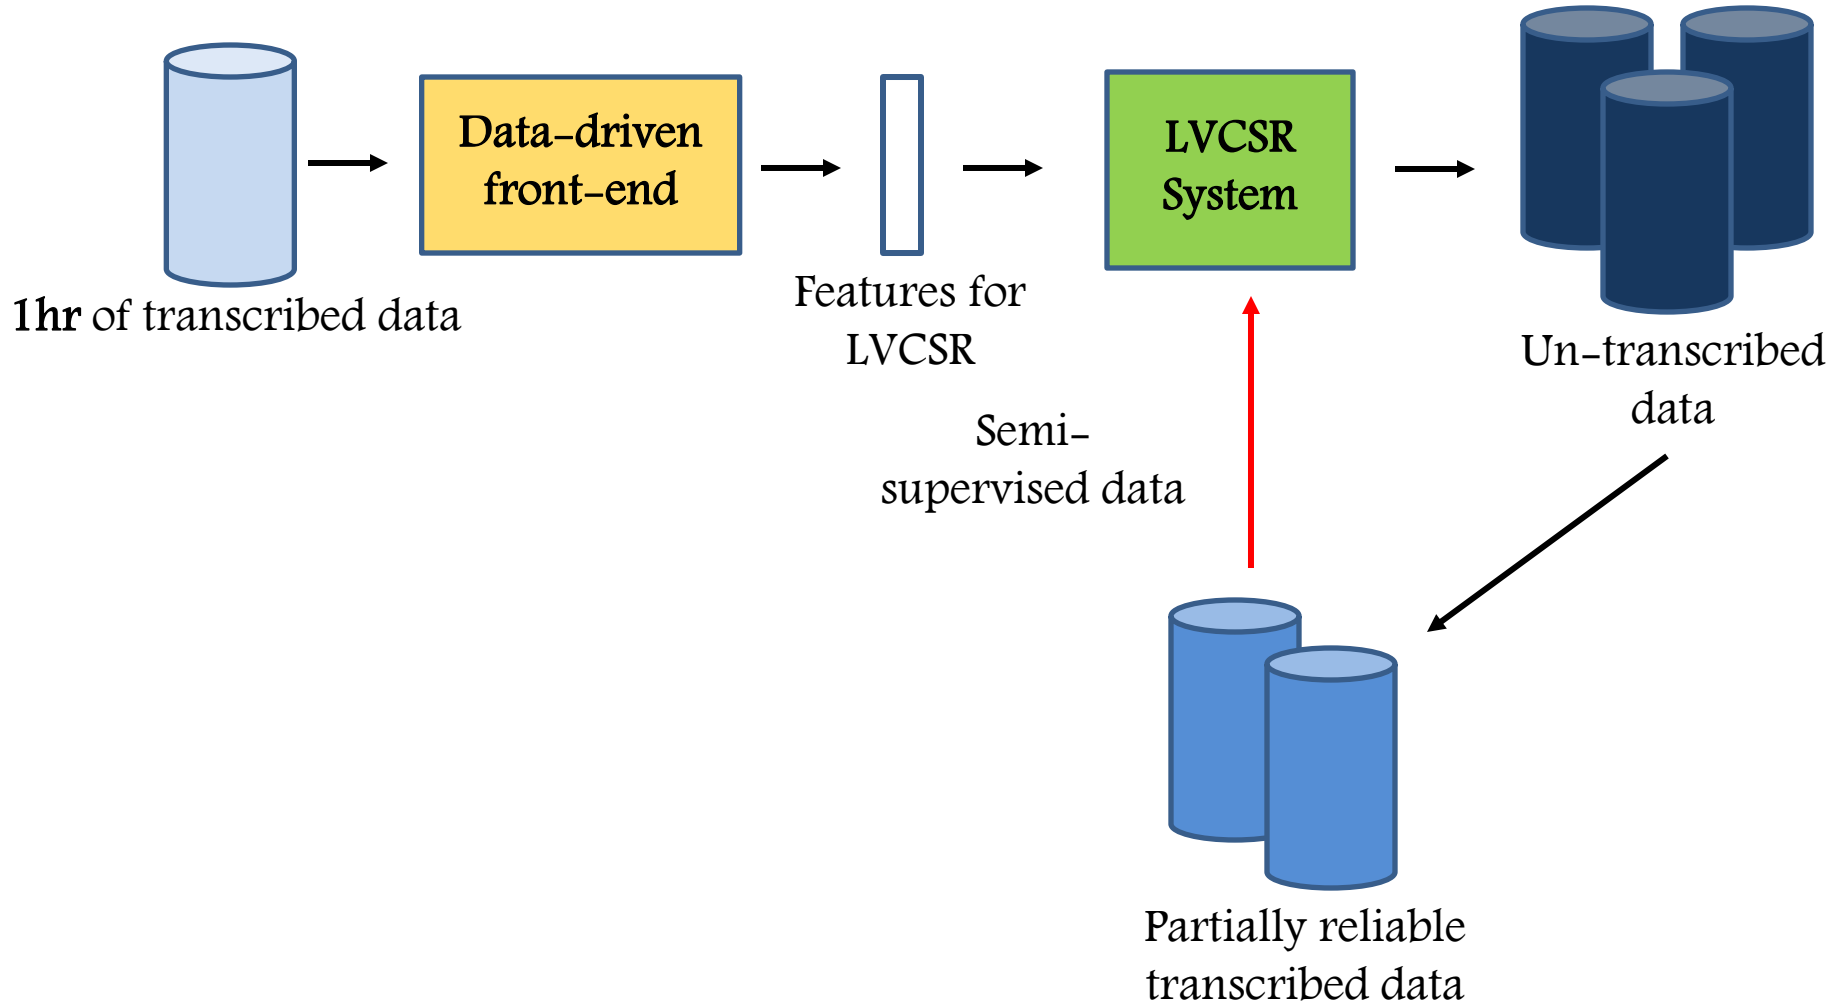 Data-driven
front-end
LVCSR
System
1hr of transcribed data
Features for
LVCSR
Un-transcribed
data
Semi-
supervised data
Partially reliable
transcribed data